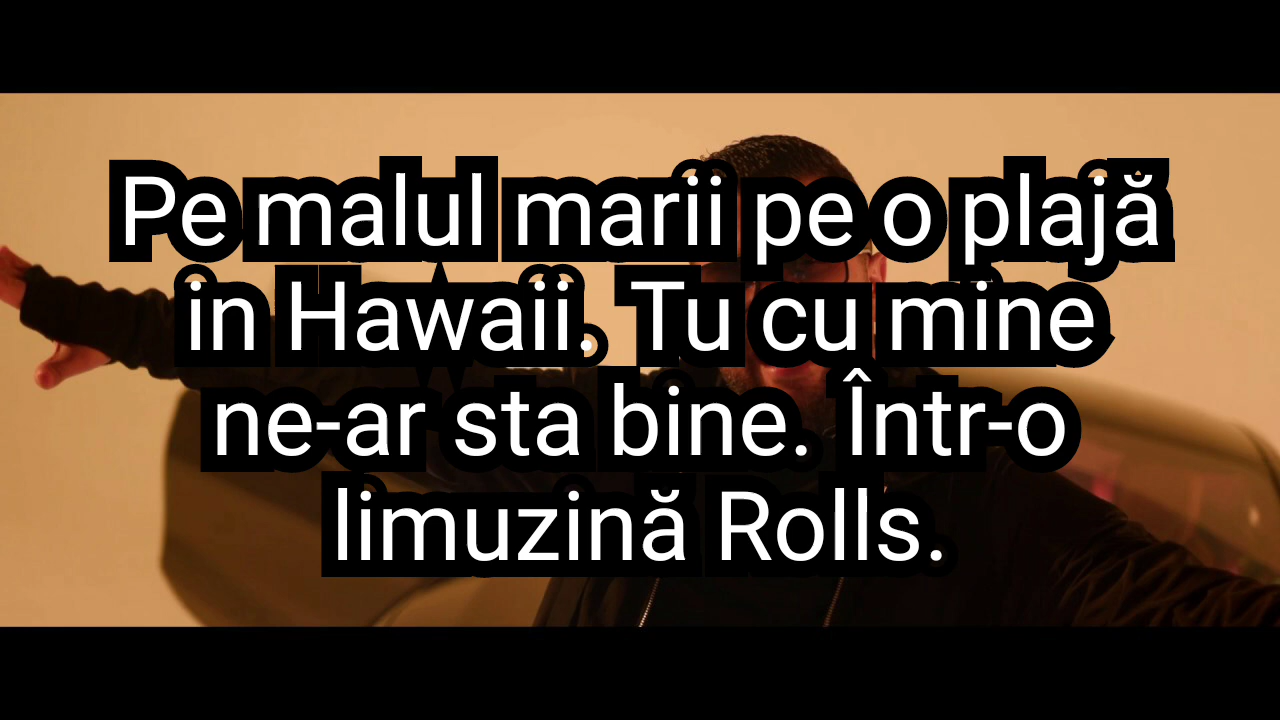 Pe malul marii pe o plajă
in Hawaii. Tu cu mine
ne-ar sta bine. Într-o
limuzină Rolls.